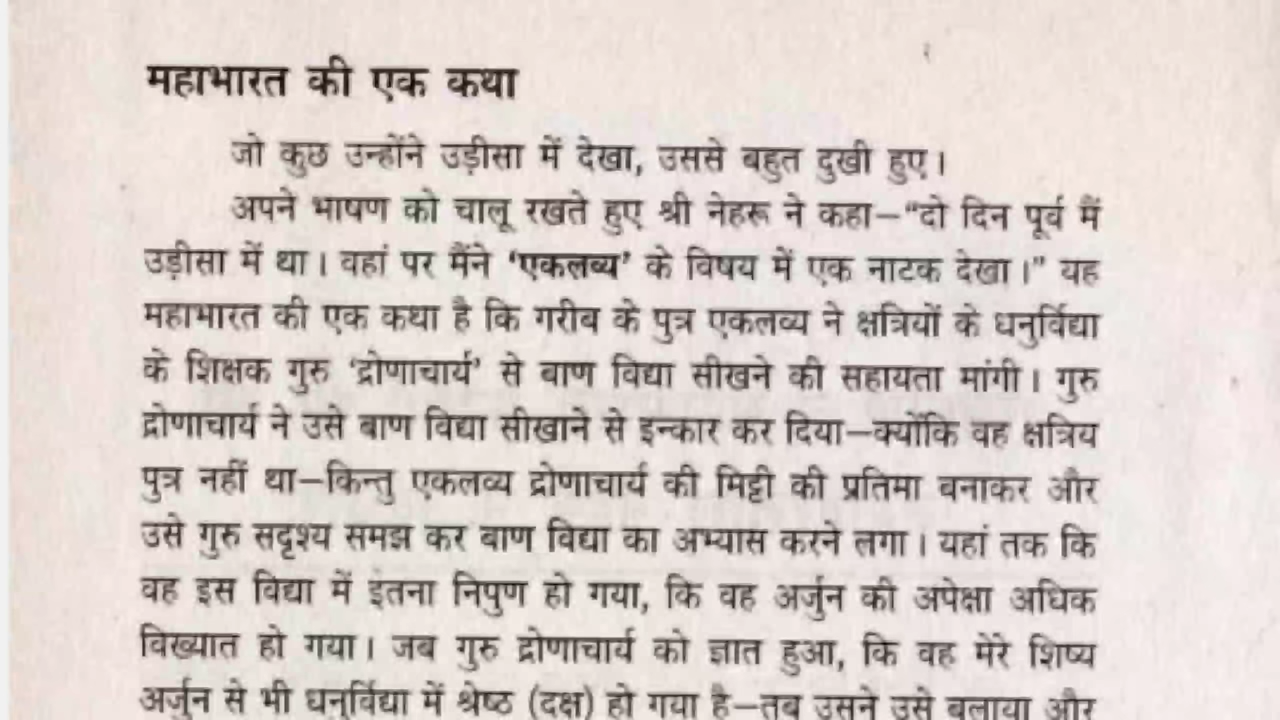 महाभारत की एक कथा
जो कुछ उन्होंने उड़ीसा में देखा, उससे बहुत दुखी हुए।
अपने भाषण को चालू रखते हुए श्री नेहरू ने कहा–“दो दिन पूर्व मैं
उड़ीसा में था। वहां पर मैंने ‘एकलव्य’ के विषय में एक नाटक देखा।” यह
महाभारत की एक कथा है कि गरीब के पुत्र एकलव्य ने क्षत्रियों के धनुर्विद्या
के शिक्षक गुरु ‘द्रोणाचार्य’ से बाण विद्या सीखने की सहायता मांगी। गुरु
द्रोणाचार्य ने उसे बाण विद्या सीखाने से इन्कार कर दिया–क्योंकि वह क्षत्रिय
पुत्र नहीं था–किन्तु एकलव्य द्रोणाचार्य की मिट्टी की प्रतिमा बनाकर और
उसे गुरु सदृश्य समझ कर बाण विद्या का अभ्यास करने लगा। यहां तक कि
वह इस विद्या में इंतना निपुण हो गया, कि वह अर्जुन की अपेक्षा अधिक
विख्यात हो गया। जब गुरु द्रोणाचार्य को ज्ञात हुआ, कि वह मेरे शिष्य
अर्जुन से भी धनुर्विद्या में श्रेष्ठ (दक्ष) हो गया है–तब उसने उसे बुलाया और